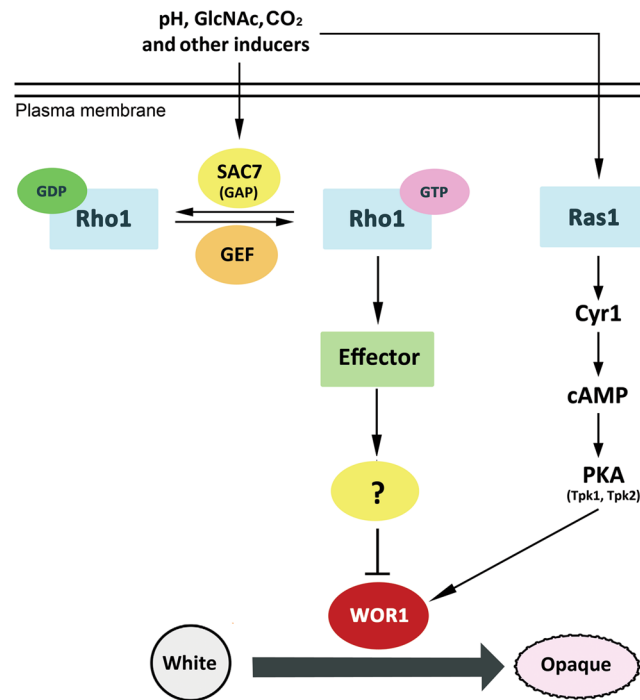 pH, GlcNAc, CO₂
and other inducers
Plasma membrane
SAC7
(GAP)
GDP
Rho1
GEF
Rho1
GTP
Ras1
Effector
Cyr1
cAMP
PKA
(Tpk1, Tpk2)
?
WOR1
White
Opaque